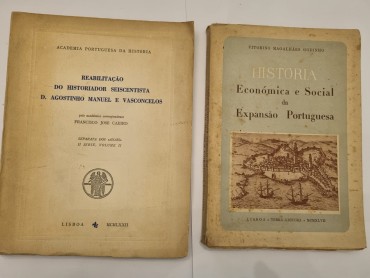 ACADEMIA PORTUGUESA DA HISTÓRIA
REABILITAÇÃO
DO HISTORIADOR SEISCENTISTA
D. AGOSTINHO MANUEL E VASCONCELOS
FRANCISCO JOSÉ
LISBOA
VITORINO MAGALHÃES GODINHO
HISTÓRIA
Económica e Social
da
Expansão Portuguesa